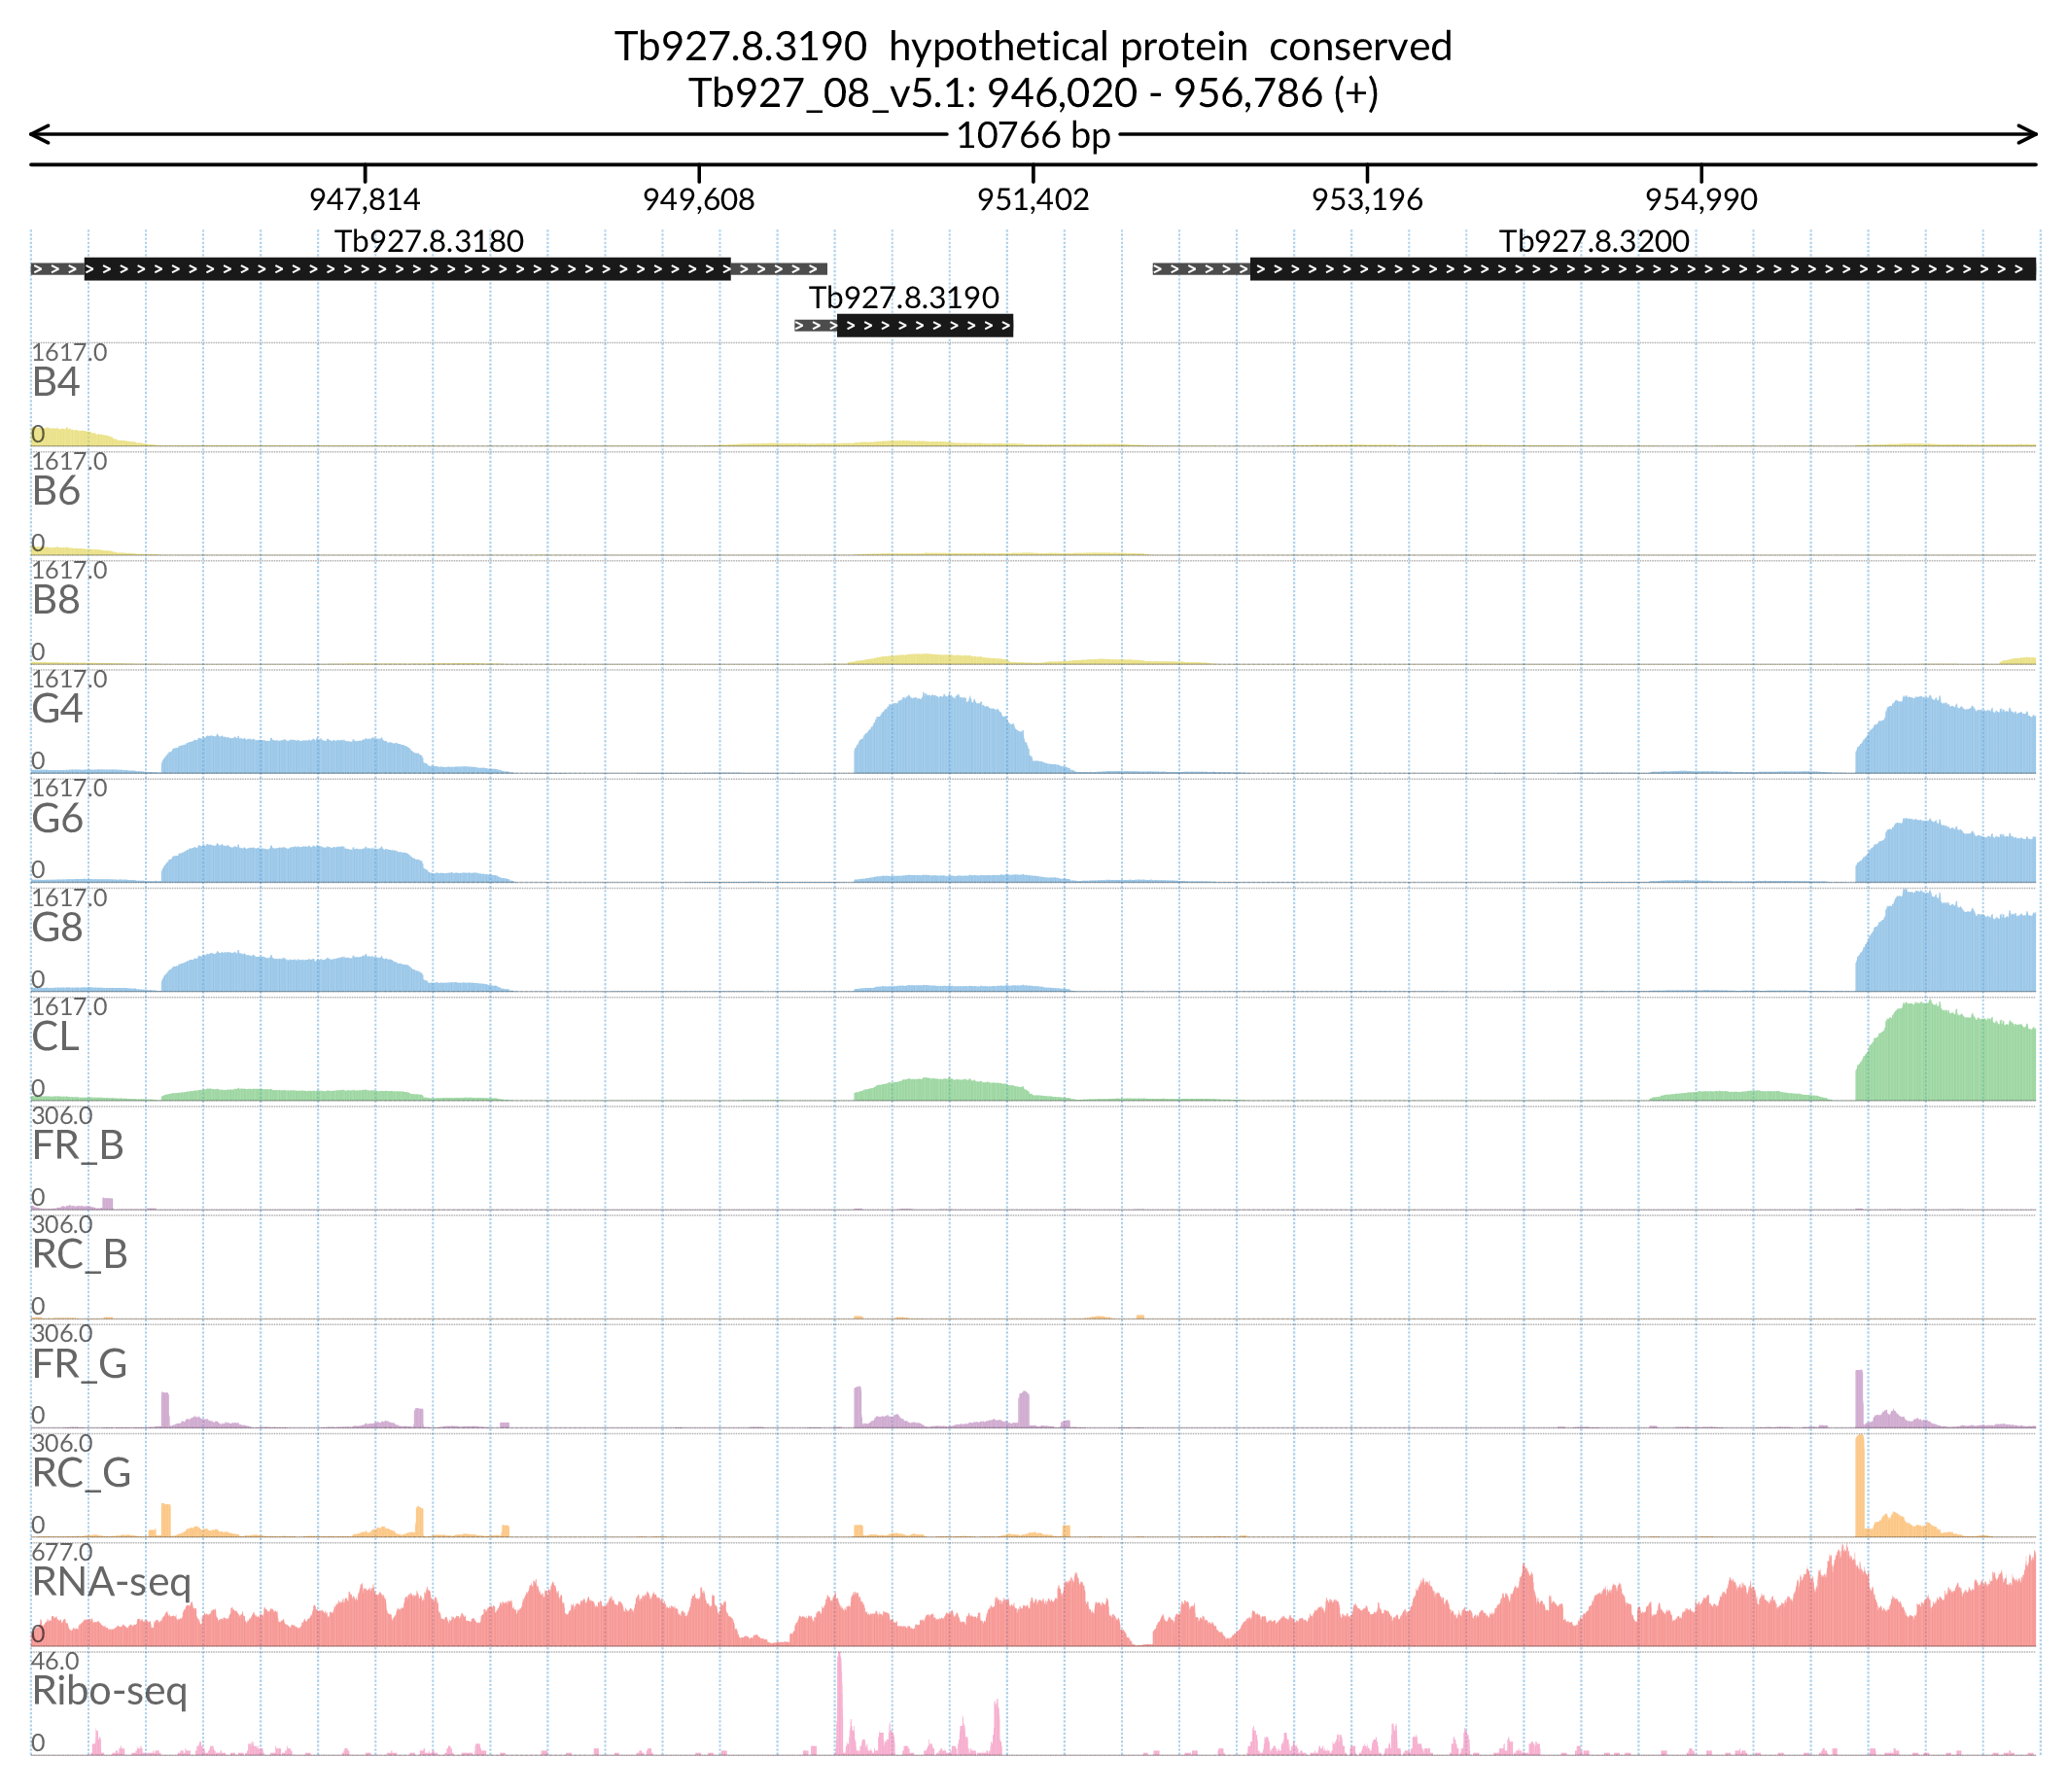 Tb927.8.3190  hypothetical protein  conserved
Tb927_08_v5.1: 946,020 - 956,786 (+)
10766 bp
947,814 949,608 951,402 953,196 954,990
Tb927.8.3180 Tb927.8.3200
Tb927.8.3190
1617.0
B4
0
1617.0
B6
0
1617.0
B8
0
1617.0
G4
0
1617.0
G6
0
1617.0
G8
0
1617.0
CL
0
306.0
FR_B
0
306.0
RC_B
0
306.0
FR_G
0
306.0
RC_G
0
677.0
RNA-seq
0
46.0
Ribo-seq
0